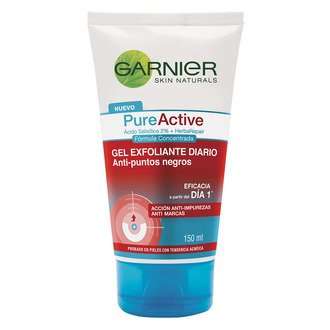 GARNIER
SKIN NATURALS
NUEVO
PureActive
Ácido Salicílico 2% + HerbaRepair
Fórmula Concentrada
GEL EXFOLIANTE DIARIO
Anti-puntos negros
EFICACIA
a partir del DÍA 1*
ACCIÓN ANTI-IMPUREZAS
ANTI MARCAS
150 ml
PROBADO EN PIELES CON TENDENCIA ACNÉICA